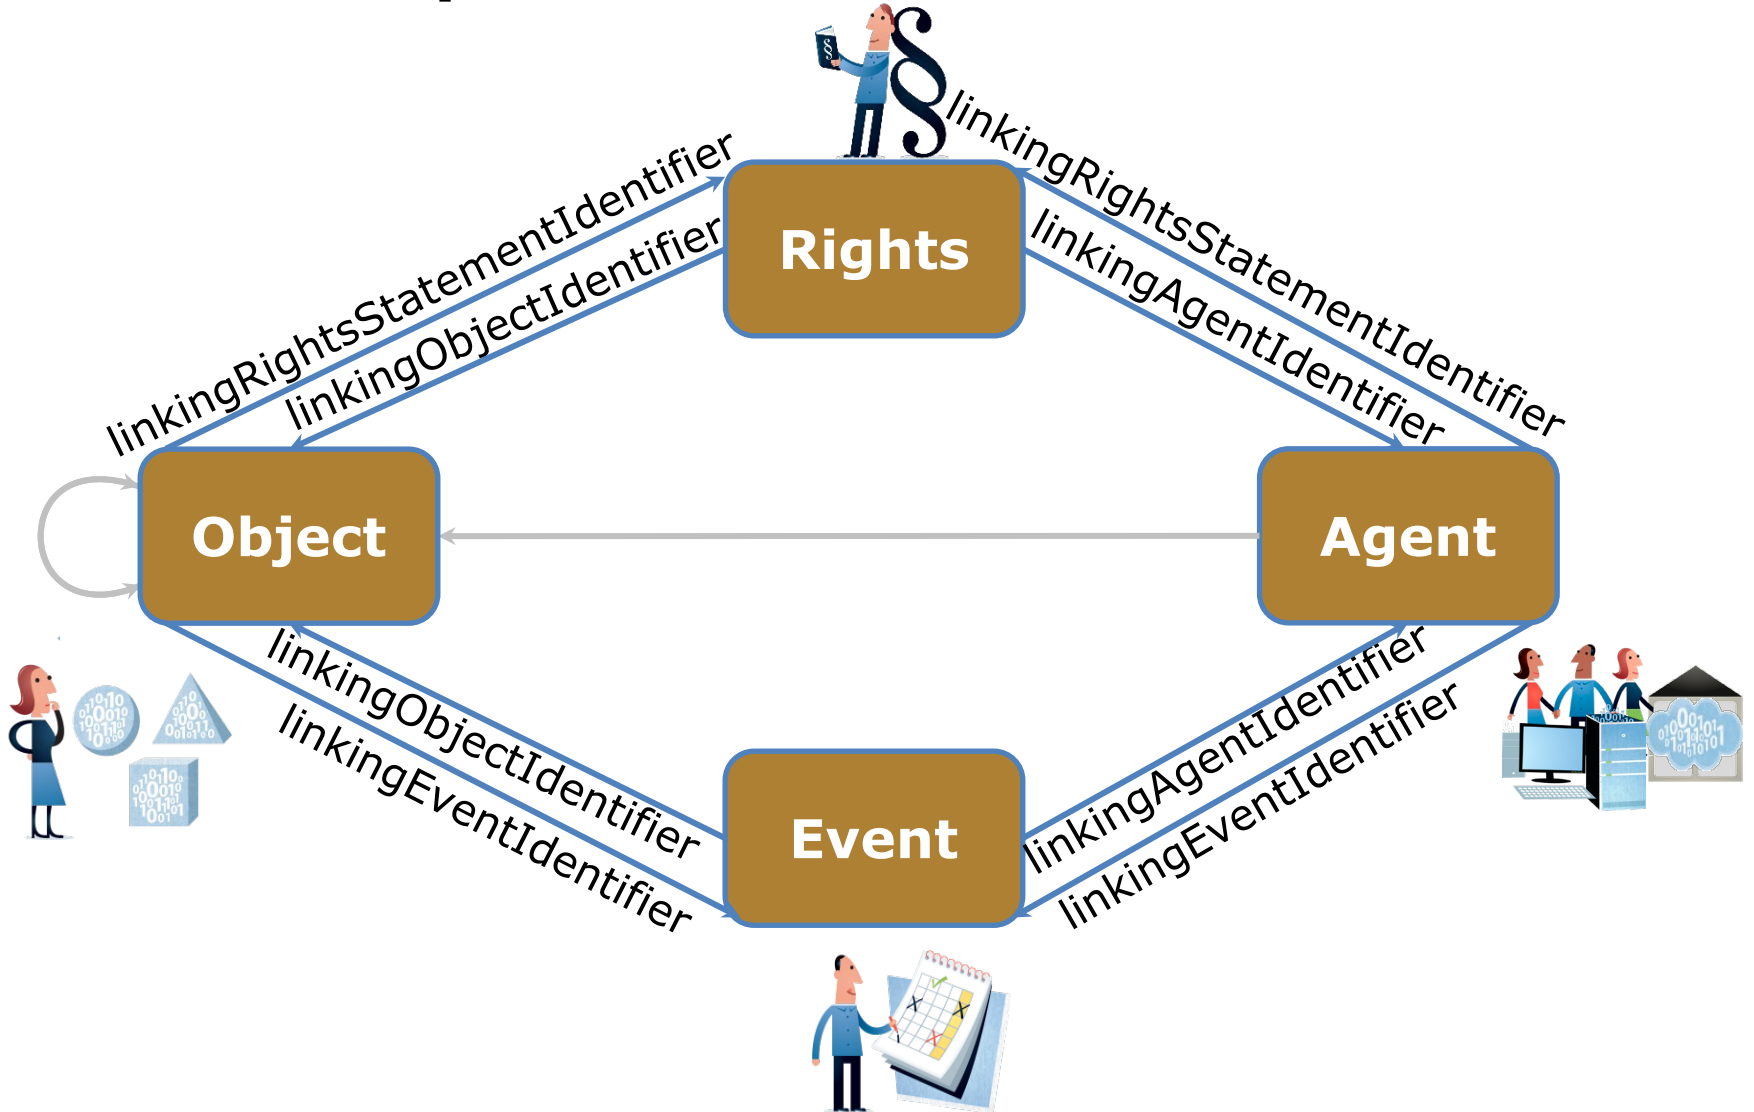 §
§
linkingRightsStatementIdentifier
linkingRightsStatementIdentifier
linkingObjectIdentifier
linkingAgentIdentifier
Rights
Object
Agent
linkingObjectIdentifier
linkingEventIdentifier
linkingAgentIdentifier
linkingEventIdentifier
Event